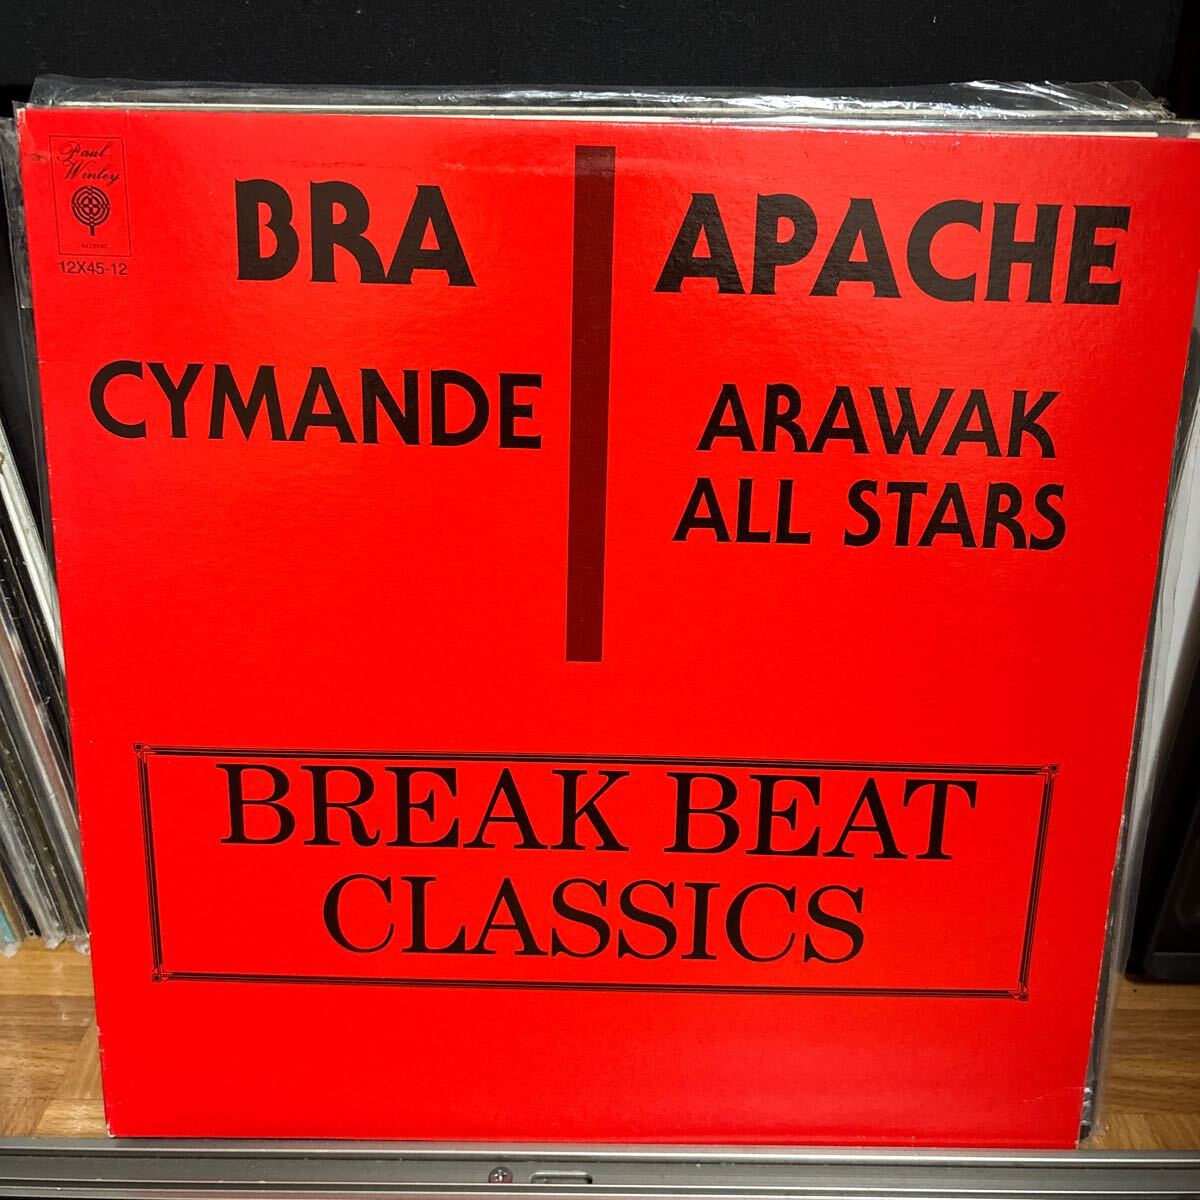 Paul
Winley
RECORDS
12X45-12
BRA
CYMANDE
APACHE
ARAWAK
ALL STARS
BREAK BEAT
CLASSICS